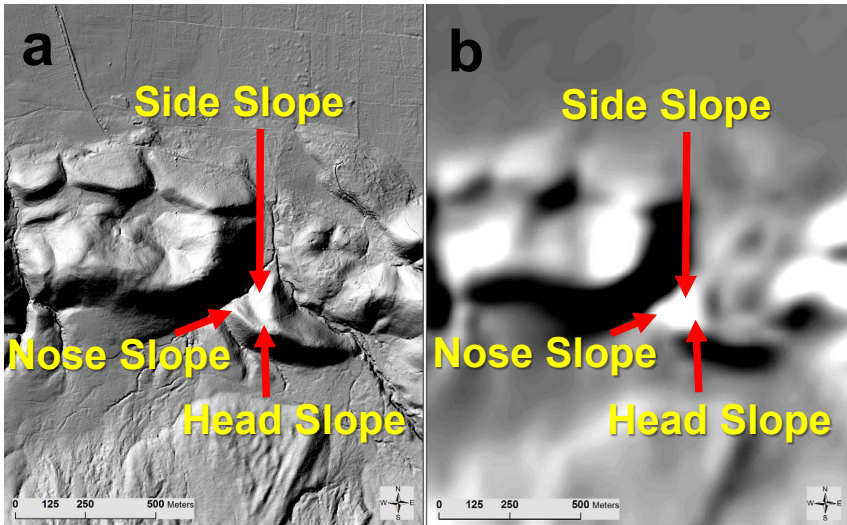 a
Side Slope
Nose Slope
Head Slope
0 125 250 500 Meters
N
W E
S
b
Side Slope
Nose Slope
Head Slope
0 125 250 500 Meters
N
W E
S